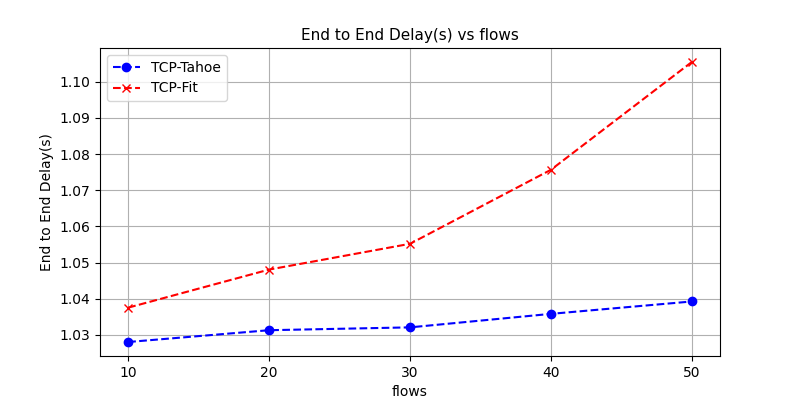 End to End Delay(s) vs flows
TCP-Tahoe
TCP-Fit
End to End Delay(s)
1.10
1.09
1.08
1.07
1.06
1.05
1.04
1.03
10 20 30 40 50
flows